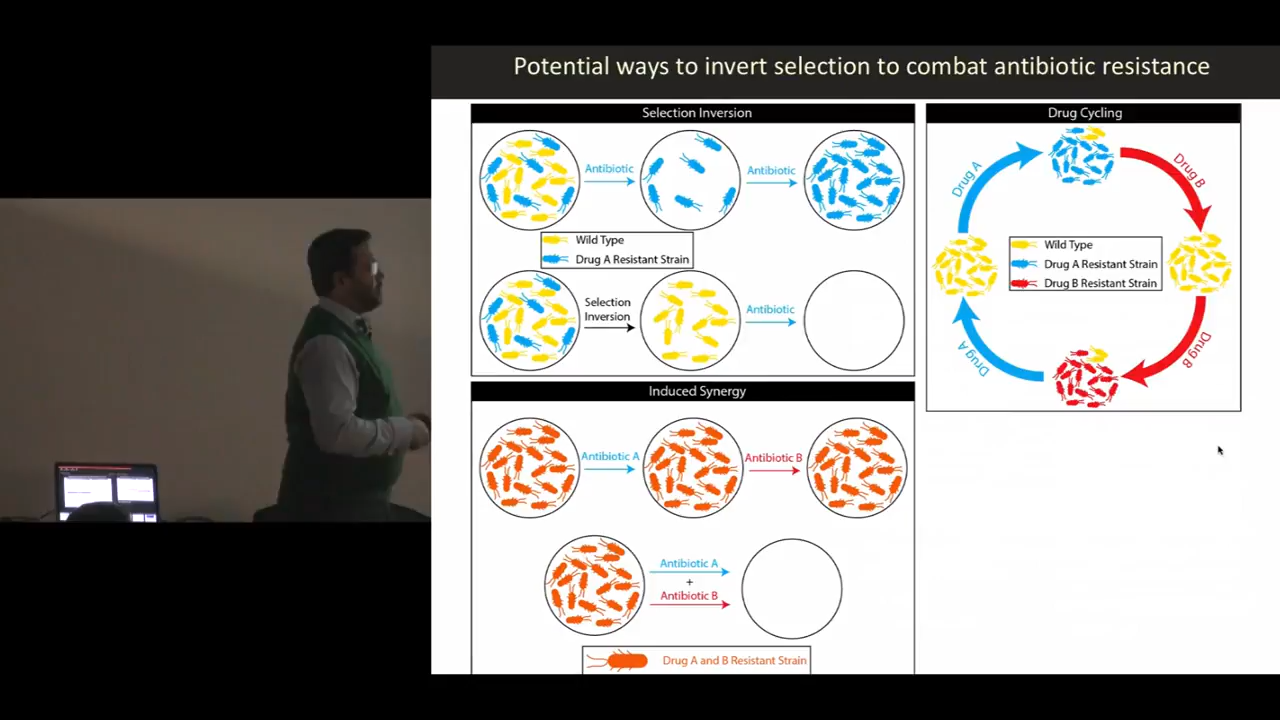 Potential ways to invert selection to combat antibiotic resistance
Selection Inversion
Antibiotic
Antibiotic
Wild Type
Drug A Resistant Strain
Selection
Inversion
Antibiotic
Induced Synergy
Antibiotic A
Antibiotic B
Antibiotic A
+
Antibiotic B
Drug A and B Resistant Strain
Drug Cycling
Drug A
Drug B
Wild Type
Drug A Resistant Strain
Drug B Resistant Strain
Drug A
Drug B